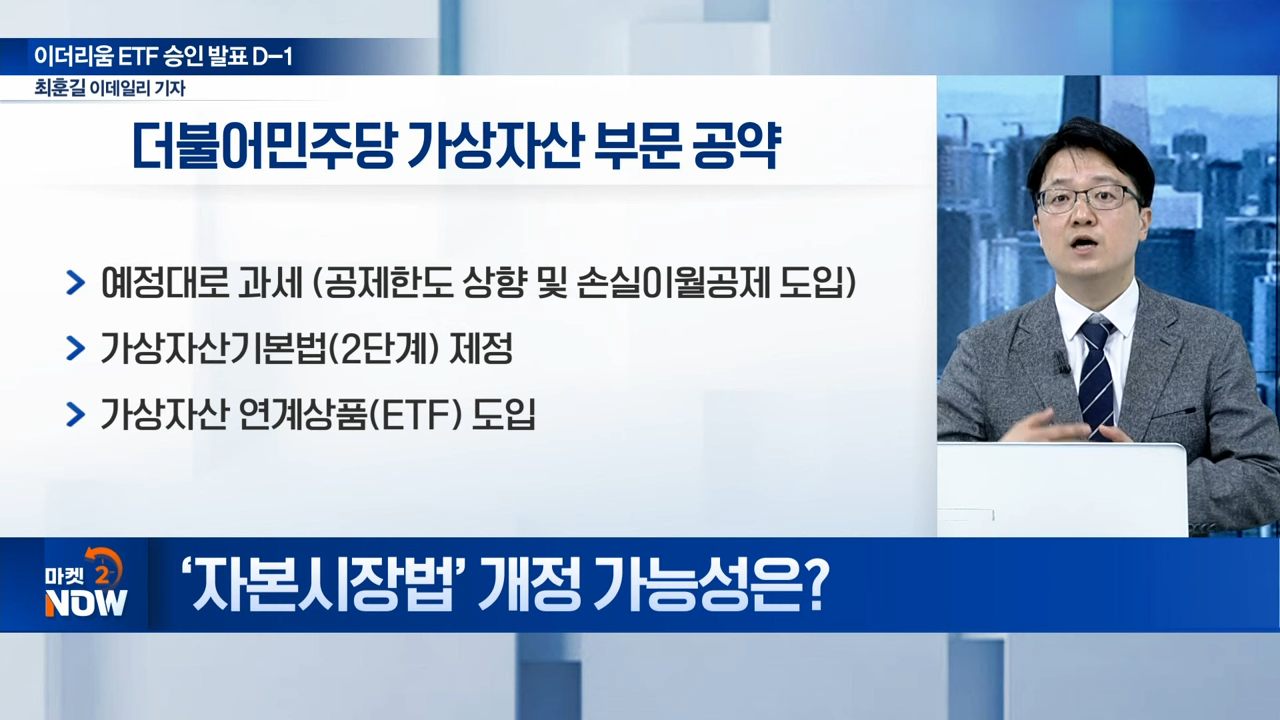 이더리움 ETF 승인 발표 D-1
최훈길 이데일리 기자
더불어민주당 가상자산 부문 공약
예정대로 과세 (공제한도 상향 및 손실이월공제 도입)
가상자산기본법(2단계) 제정
가상자산 연계상품(ETF) 도입
마켓 2
NOW
‘자본시장법’ 개정 가능성은?